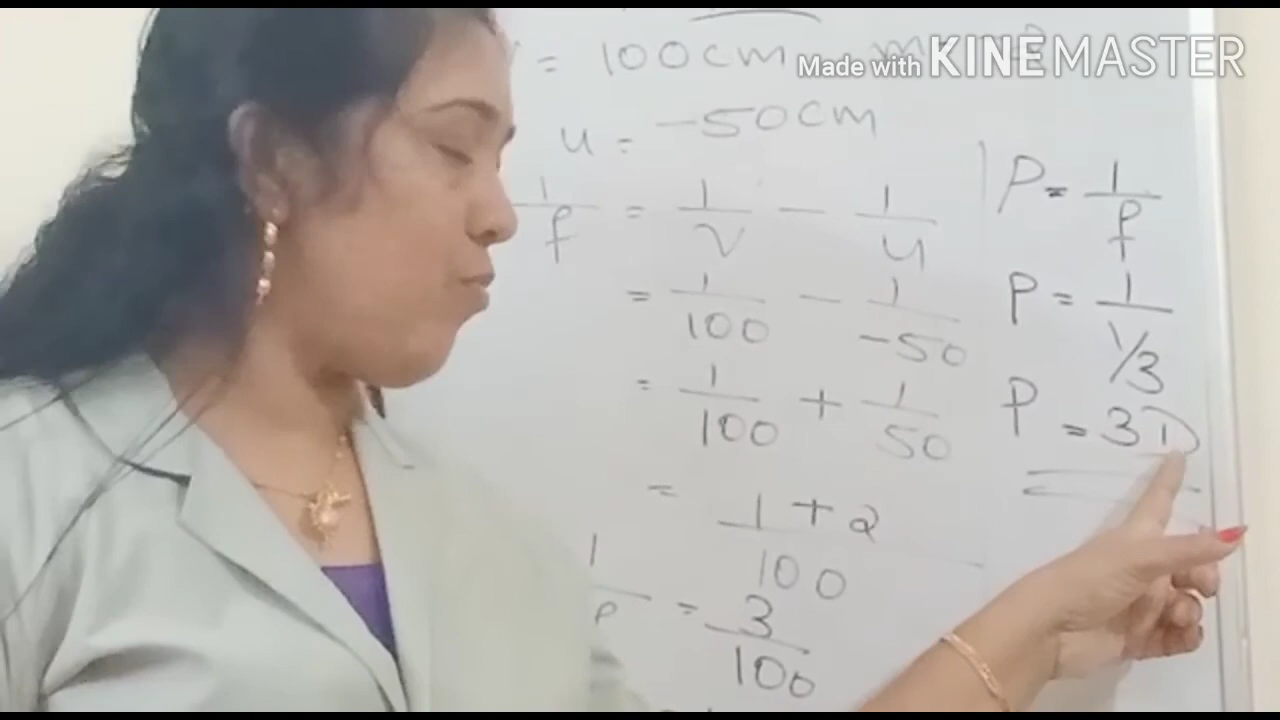 = 100cm
Made with KINEMASTER
u = -50cm
1/f = 1/v - 1/u
= 1/100 - 1/-50
= 1/100 + 1/50
= 1+2/100
1/f = 3/100
P = 1/f
P = 1/1/3
P = 3D